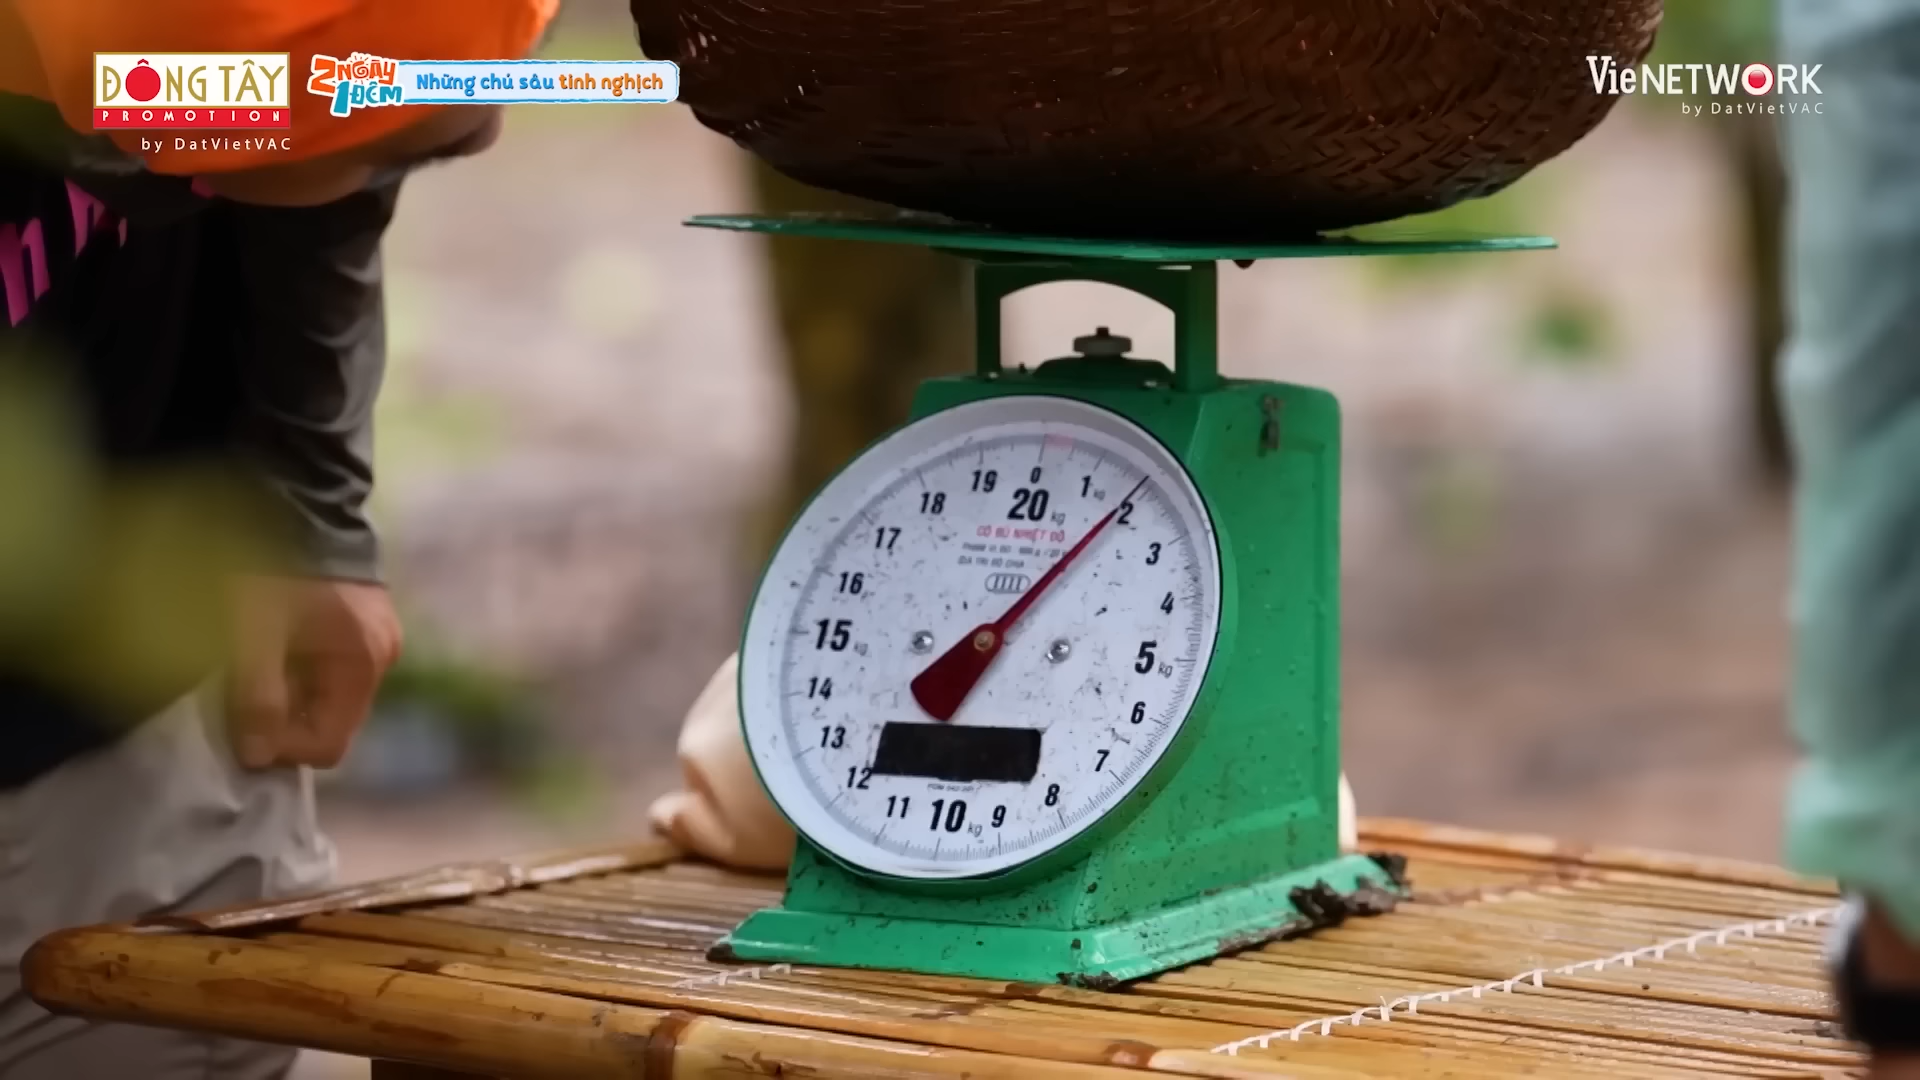 ĐÔNG TÂY
PROMOTION
by DatVietVAC
2 NGÀY 1 ĐÊM
Những chú sâu tinh nghịch
VieNETWORK
by DatVietVAC
0
20 kg
1 kg
2
3
4
5 kg
6
7
8
9
10 kg
11
12
13
14
15 kg
16
17
18
19
CÓ BÙ NHIỆT ĐỘ